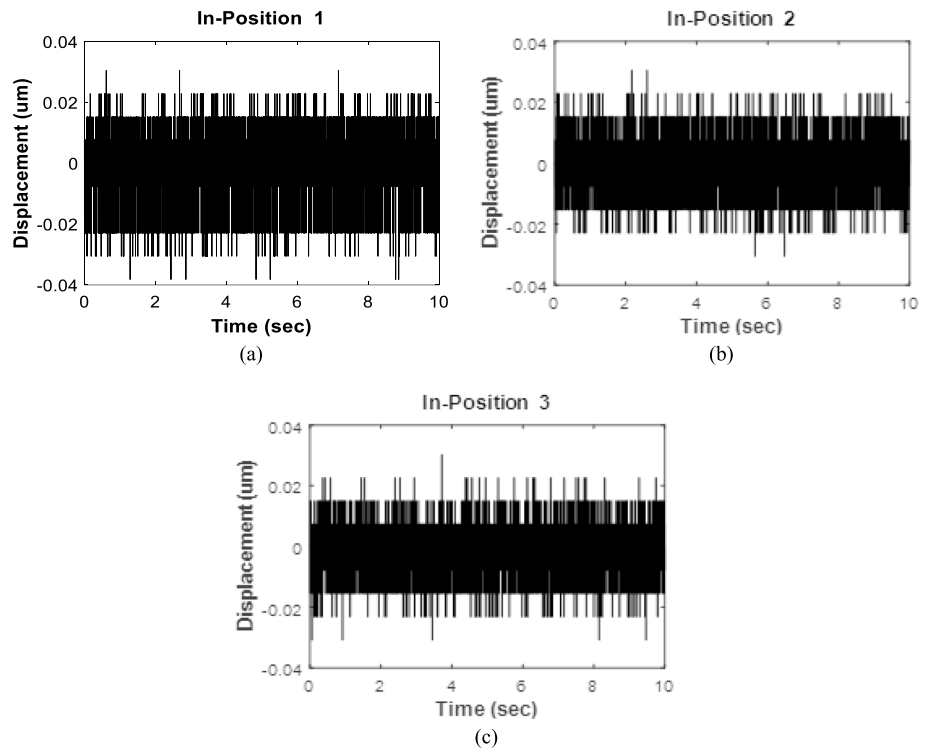 In-Position 1
0.04
0.02
0
-0.02
-0.04
Displacement (um)
0 2 4 6 8 10
Time (sec)
(a)
In-Position 2
0.04
0.02
0
-0.02
-0.04
Displacement (um)
0 2 4 6 8 10
Time (sec)
(b)
In-Position 3
0.04
0.02
0
-0.02
-0.04
Displacement (um)
0 2 4 6 8 10
Time (sec)
(c)